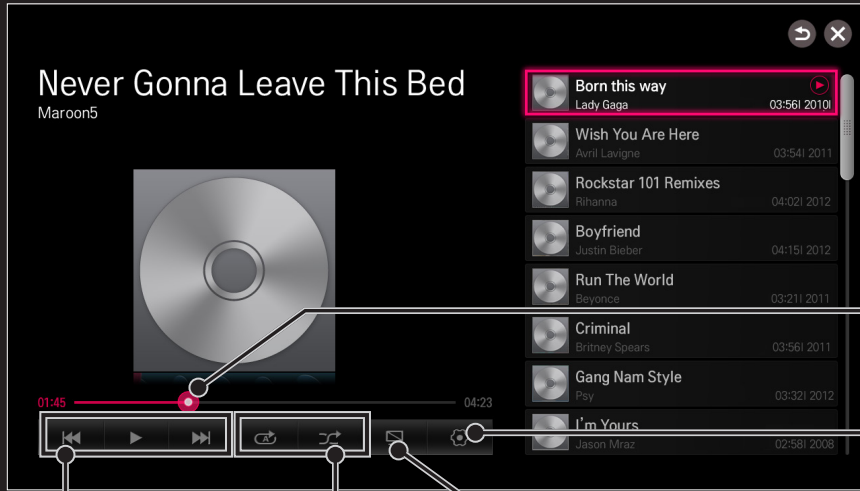 Never Gonna Leave This Bed
Maroon5
01:45
04:23
A
Born this way
Lady Gaga 03:56| 2010|
Wish You Are Here
Avril Lavigne 03:54| 2011
Rockstar 101 Remixes
Rihanna 04:02| 2012
Boyfriend
Justin Bieber 04:15| 2012
Run The World
Beyonce 03:21| 2011
Criminal
Britney Spears 03:56| 2011
Gang Nam Style
Psy 03:32| 2012
I'm Yours
Jason Mraz 02:58| 2008